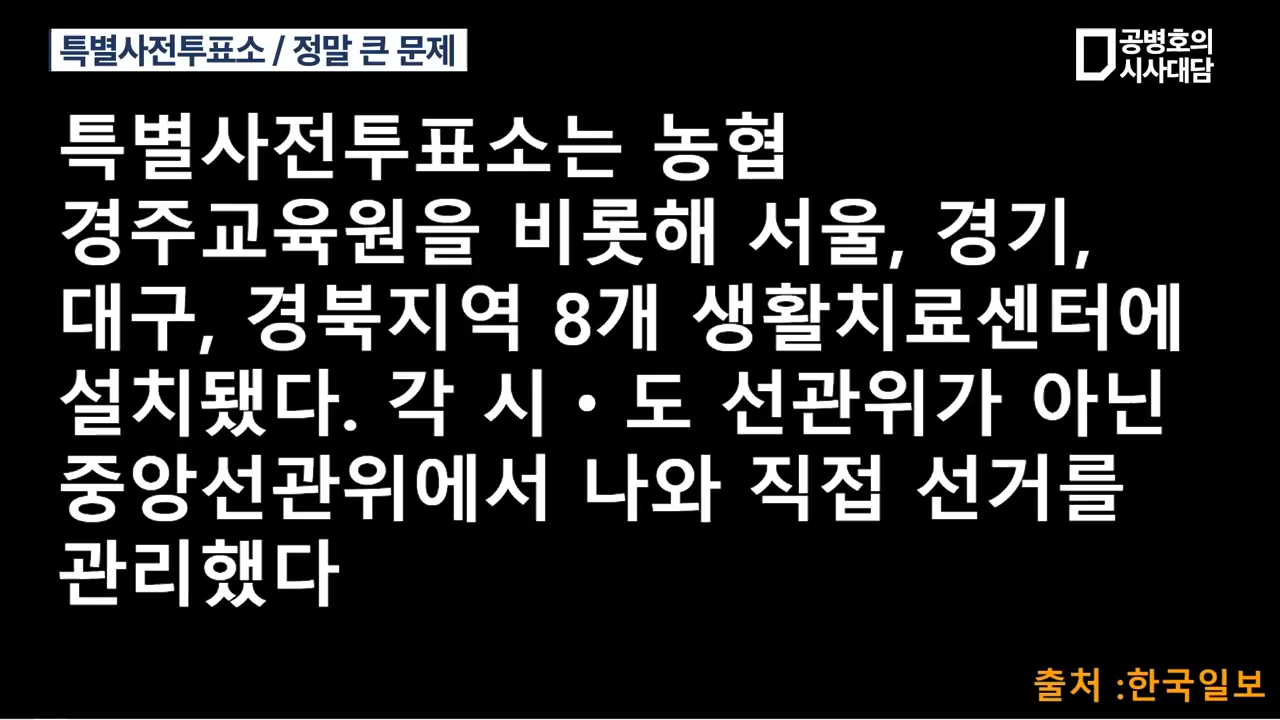 특별사전투표소 / 정말 큰 문제
공병호의
시사대담
특별사전투표소는 농협
경주교육원을 비롯해 서울, 경기,
대구, 경북지역 8개 생활치료센터에
설치됐다. 각 시·도 선관위가 아닌
중앙선관위에서 나와 직접 선거를
관리했다
출처 :한국일보